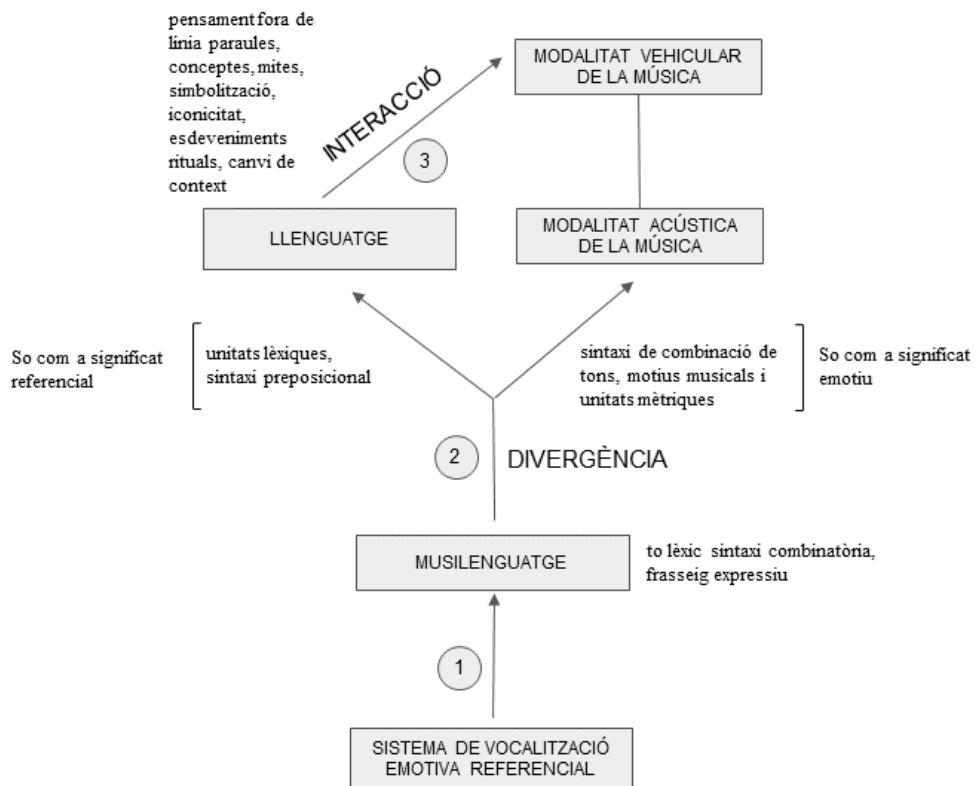 pensament fora de
línia paraules,
conceptes, mites,
simbolització,
iconicitat,
esdeveniments
rituals, canvi de
context
INTERACCIÓ
3
MODALITAT VEHICULAR
DE LA MÚSICA
LLENGUATGE
MODALITAT ACÚSTICA
DE LA MÚSICA
So com a significat
referencial
unitats lèxiques,
sintaxi preposicional
sintaxi de combinació de
tons, motius musicals i
unitats mètriques
So com a significat
emotiu
2
DIVERGÈNCIA
MUSILENGUATGE
to lèxic sintaxi combinatòria,
frasseig expressiu
1
SISTEMA DE VOCALITZACIÓ
EMOTIVA REFERENCIAL